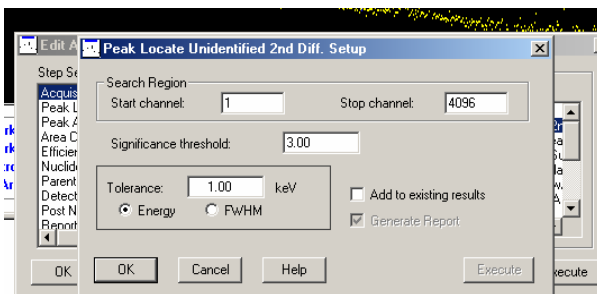 Edit A
Peak Locate Unidentified 2nd Diff. Setup
Step Se
Search Region
Start channel: 1 Stop channel: 4096
Acquis
Peak L
Peak A
Area C
Efficien
Nuclide
Parent
Detect
Post N
Report
Significance threshold: 3.00
Tolerance: 1.00 keV
Energy FWHM
Add to existing results
Generate Report
OK Cancel Help Execute
OK xecute